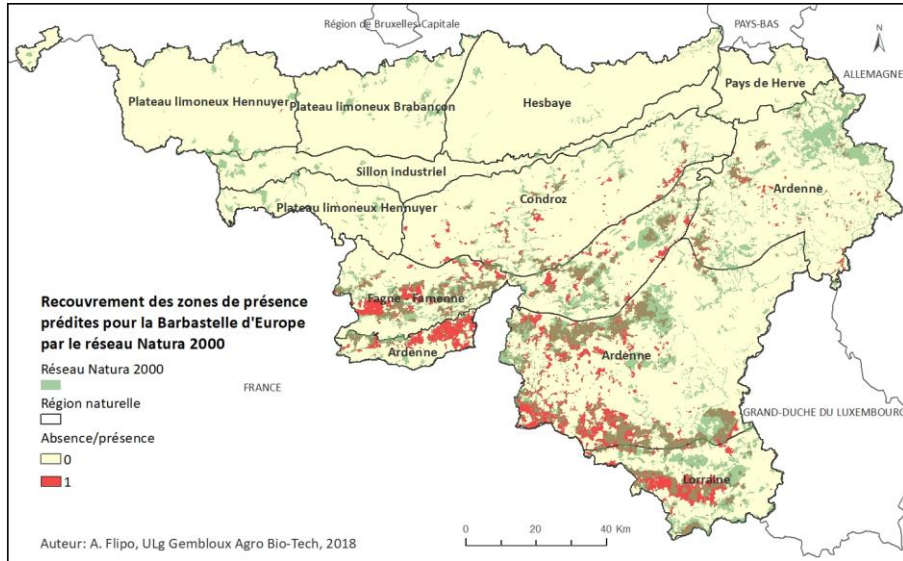 Région de Bruxelles-Capitale
PAYS-BAS
N
ALLEMAGNE
Plateau limoneux Hennuyer
Plateau limoneux Brabançon
Hesbaye
Pays de Herve
Sillon industriel
Ardenne
Plateau limoneux Hennuyer
Condroz
Fagne - Famenne
Ardenne
Ardenne
FRANCE
GRAND-DUCHE DU LUXEMBOURG
Lorraine
Recouvrement des zones de présence
prédites pour la Barbastelle d'Europe
par le réseau Natura 2000
Réseau Natura 2000
Région naturelle
Absence/présence
0
1
0 20 40 Km
Auteur: A. Flipo, ULg Gembloux Agro Bio-Tech, 2018